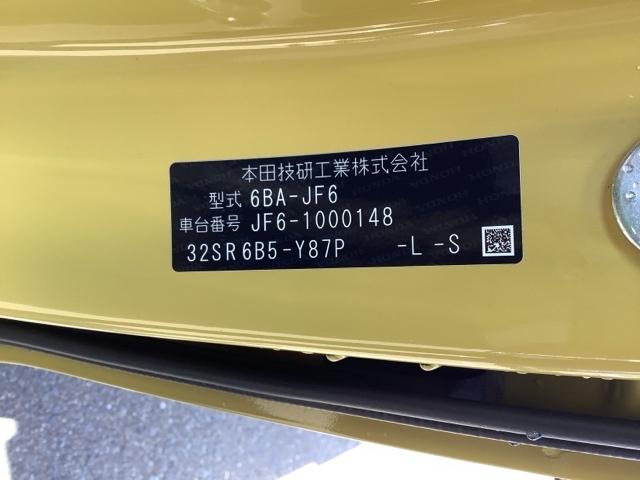 本田技研工業株式会社
型式 6BA-JF6
車台番号 JF6-1000148
32SR6B5-Y87P -L -S